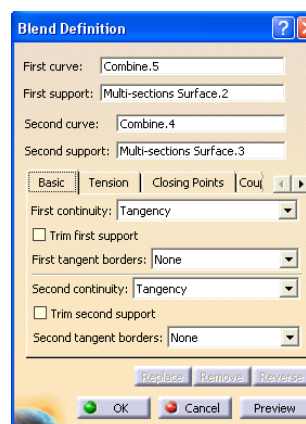 Blend Definition
First curve: Combine.5
First support: Multi-sections Surface.2
Second curve: Combine.4
Second support: Multi-sections Surface.3
Basic Tension Closing Points
First continuity: Tangency
Trim first support
First tangent borders: None
Second continuity: Tangency
Trim second support
Second tangent borders: None
Replace Remove Reverse
OK Cancel Preview